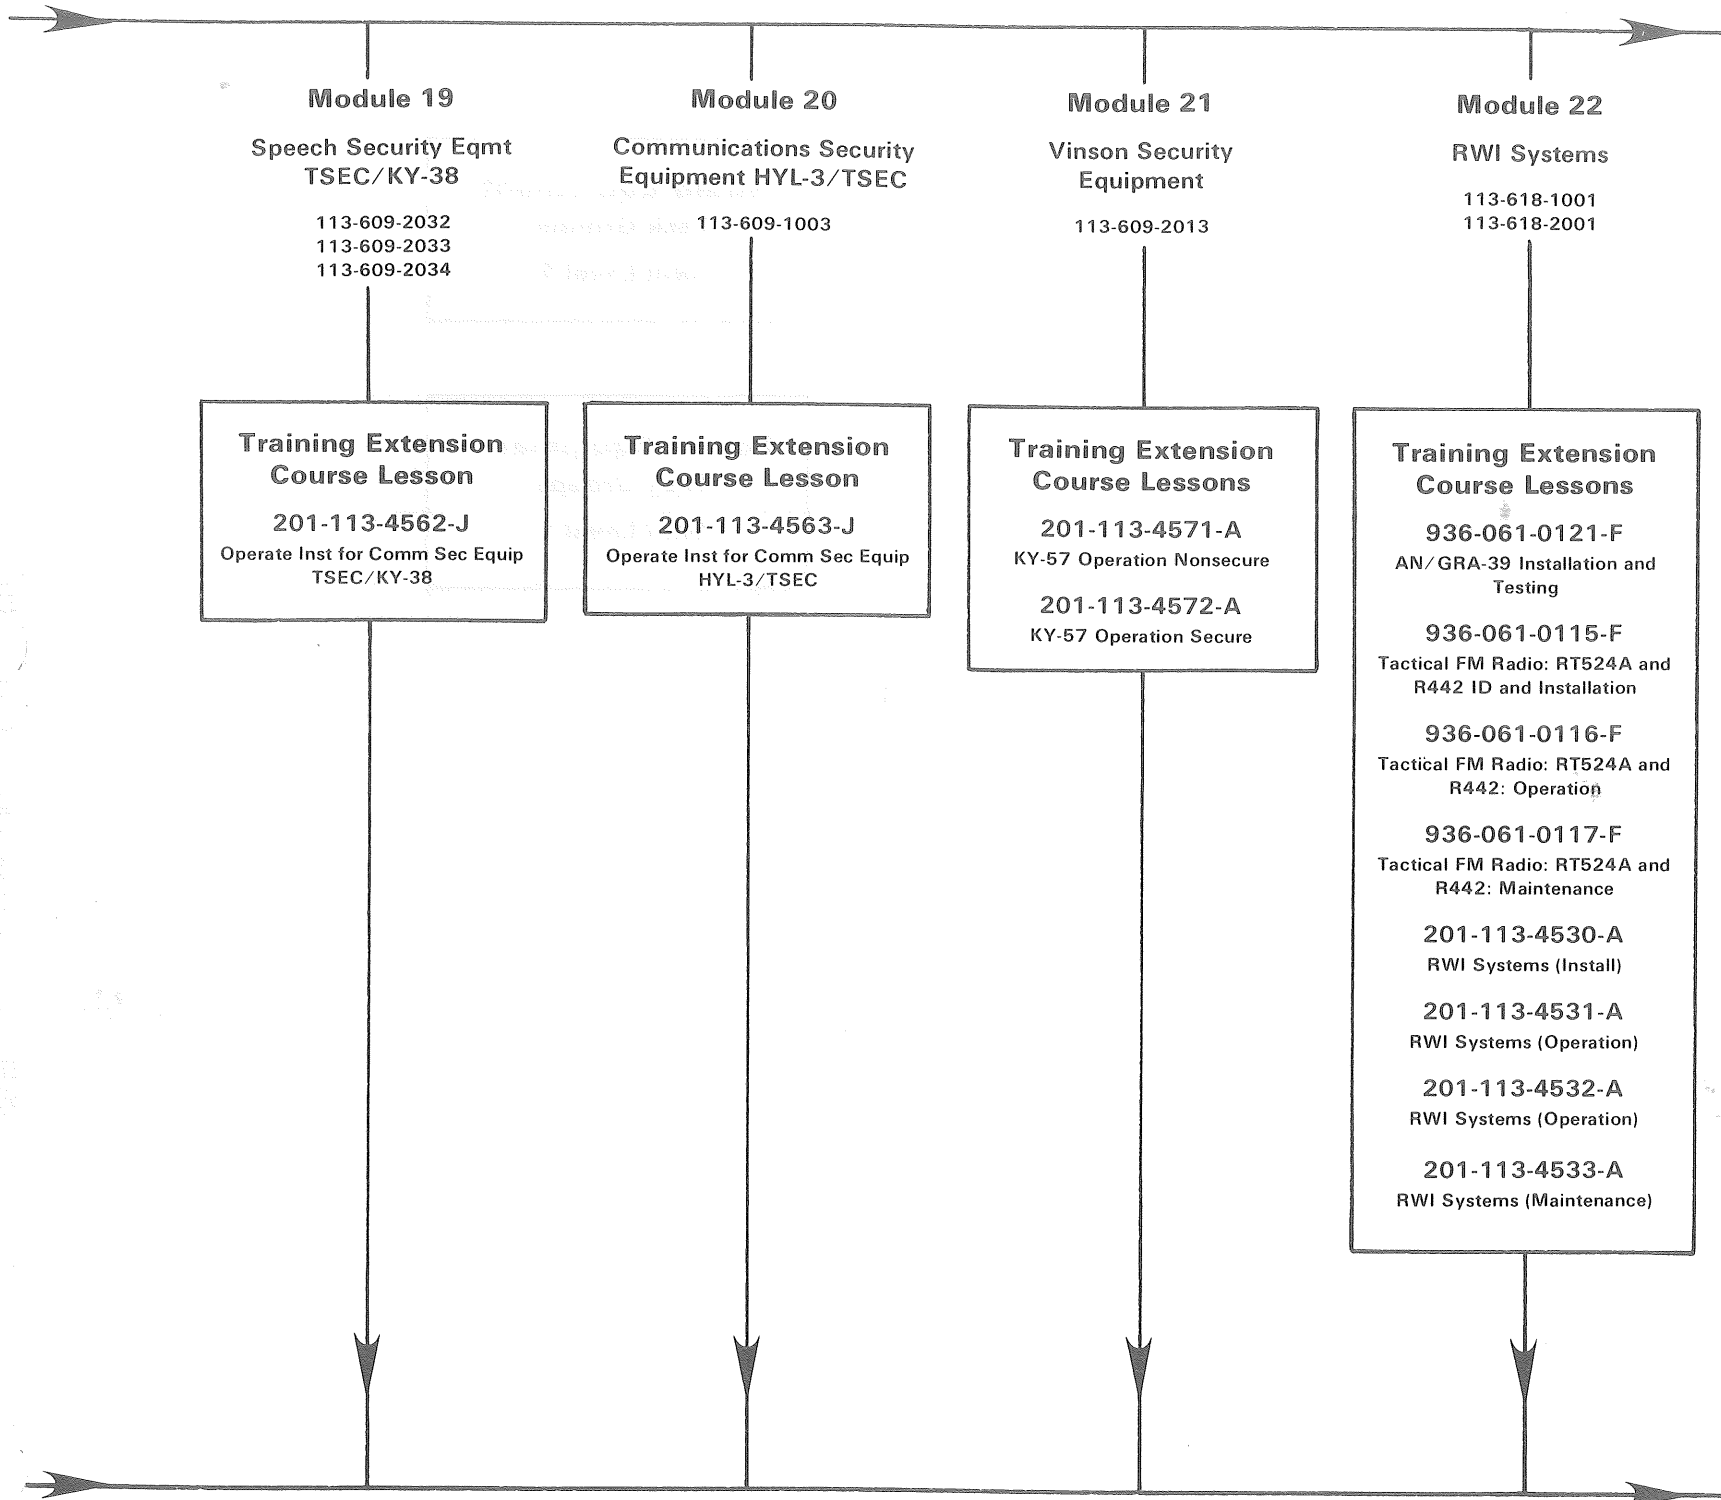 Module 19
Speech Security Eqmt
TSEC/KY-38
113-609-2032
113-609-2033
113-609-2034
Training Extension
Course Lesson
201-113-4562-J
Operate Inst for Comm Sec Equip
TSEC/KY-38
Module 20
Communications Security
Equipment HYL-3/TSEC
113-609-1003
Training Extension
Course Lesson
201-113-4563-J
Operate Inst for Comm Sec Equip
HYL-3/TSEC
Module 21
Vinson Security
Equipment
113-609-2013
Training Extension
Course Lessons
201-113-4571-A
KY-57 Operation Nonsecure
201-113-4572-A
KY-57 Operation Secure
Module 22
RWI Systems
113-618-1001
113-618-2001
Training Extension
Course Lessons
936-061-0121-F
AN/GRA-39 Installation and
Testing
936-061-0115-F
Tactical FM Radio: RT524A and
R442 ID and Installation
936-061-0116-F
Tactical FM Radio: RT524A and
R442: Operation
936-061-0117-F
Tactical FM Radio: RT524A and
R442: Maintenance
201-113-4530-A
RWI Systems (Install)
201-113-4531-A
RWI Systems (Operation)
201-113-4532-A
RWI Systems (Operation)
201-113-4533-A
RWI Systems (Maintenance)